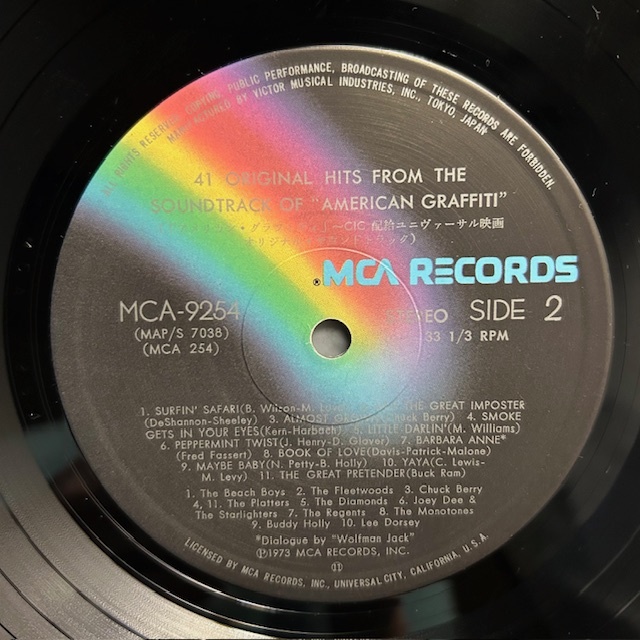 ALL RIGHTS RESERVED. COPYING, PUBLIC PERFORMANCE, BROADCASTING OF THESE RECORDS ARE FORBIDDEN.
VICTOR MUSICAL INDUSTRIES, INC., TOKYO, JAPAN
41 ORIGINAL HITS FROM THE
SOUNDTRACK OF "AMERICAN GRAFFITI"
CIC 配給ユニヴァーサル映画
®MCA RECORDS
MCA-9254
STEREO SIDE 2
(MAP/S 7038)
33 1/3 RPM
(MCA 254)
1. SURFIN' SAFARI(B. Wilson-M. THE GREAT IMPOSTER
(DeShannon-Sheeley) 3. ALMOST (Chuck Berry) 4. SMOKE
GETS IN YOUR EYES(Kern-Harbach) 5. LITTLE DARLIN'(M. Williams)
6. PEPPERMINT TWIST(J. Henry-D. Glover) 7. BARBARA ANNE*
(Fred Fassert) 8. BOOK OF LOVE(Davis-Patrick-Malone)
9. MAYBE BABY(N. Petty-B. Holly) 10. YAYA(C. Lewis-
M. Levy) 11. THE GREAT PRETENDER(Buck Ram)
1. The Beach Boys 2. The Fleetwoods 3. Chuck Berry
4, 11. The Platters 5. The Diamonds 6. Joey Dee &
The Starlighters 7. The Regents 8. The Monotones
9. Buddy Holly 10. Lee Dorsey
*Dialogue by "Wolfman Jack"
Ⓟ1973 MCA RECORDS, INC.
⑪
LICENSED BY MCA RECORDS, INC., UNIVERSAL CITY, CALIFORNIA, U.S.A.